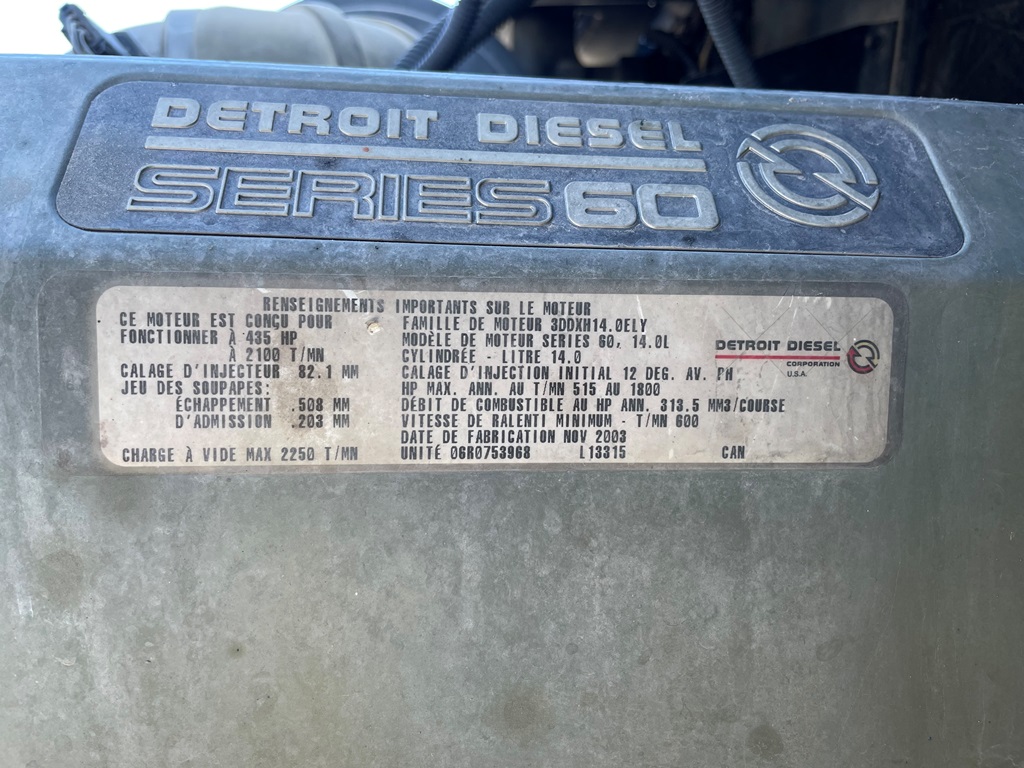 DETROIT DIESEL
SERIES 60
RENSEIGNEMENTS IMPORTANTS SUR LE MOTEUR
CE MOTEUR EST CONÇU POUR
FONCTIONNER À 435 HP
À 2100 T/MN
CALAGE D'INJECTEUR 82.1 MM
JEU DES SOUPAPES:
ÉCHAPPEMENT .508 MM
D'ADMISSION .203 MM
CHARGE À VIDE MAX 2250 T/MN
FAMILLE DE MOTEUR 3DDXH14.0ELY
MODÈLE DE MOTEUR SERIES 60, 14.0L
CYLINDRÉE - LITRE 14.0
CALAGE D'INJECTION INITIAL 12 DEG. AV. PH
HP MAX. ANN. AU T/MN 515 AU 1800
DÉBIT DE COMBUSTIBLE AU HP ANN. 313.5 MM3/COURSE
VITESSE DE RALENTI MINIMUM - T/MN 600
DATE DE FABRICATION NOV 2003
UNITÉ 06R0753968 L13315 CAN
DETROIT DIESEL
CORPORATION
U.S.A.